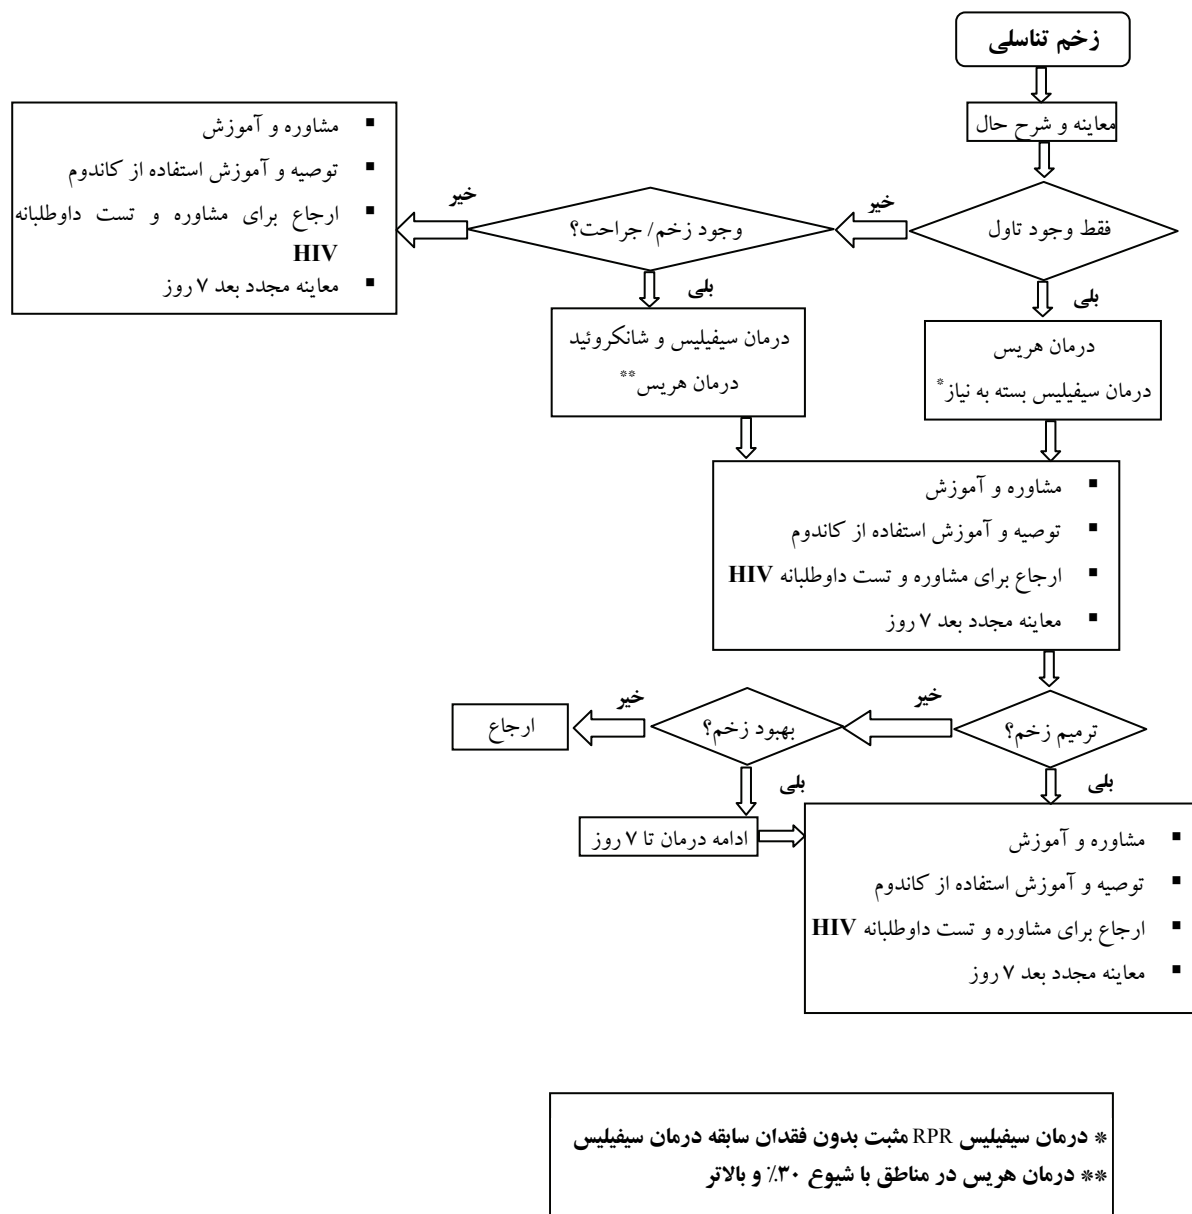 زخم تناسلی
معاینه و شرح حال
فقط وجود تاول
خیر
وجود زخم/ جراحت؟
خیر
▪ مشاوره و آموزش
▪ توصیه و آموزش استفاده از کاندوم
▪ ارجاع برای مشاوره و تست داوطلبانه
HIV
▪ معاینه مجدد بعد ۷ روز
بلی
بلی
درمان هرپس
درمان سیفیلیس بسته به نیاز*
درمان سیفیلیس و شانکروئید
درمان هرپس**
▪ مشاوره و آموزش
▪ توصیه و آموزش استفاده از کاندوم
▪ ارجاع برای مشاوره و تست داوطلبانه HIV
▪ معاینه مجدد بعد ۷ روز
ترمیم زخم؟
خیر
بهبود زخم؟
خیر
ارجاع
بلی
بلی
ادامه درمان تا ۷ روز
▪ مشاوره و آموزش
▪ توصیه و آموزش استفاده از کاندوم
▪ ارجاع برای مشاوره و تست داوطلبانه HIV
▪ معاینه مجدد بعد ۷ روز
* درمان سیفیلیس RPR مثبت بدون فقدان سابقه درمان سیفیلیس
** درمان هرپس در مناطق با شیوع ۳۰٪ و بالاتر